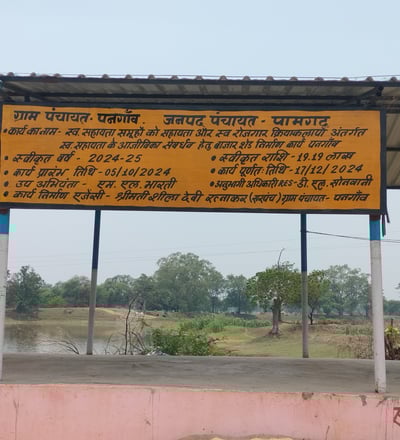 ग्राम पंचायत- पनगाँव जनपद पंचायत - पामगढ़
• कार्य का नाम - स्व. सहायता समूहों को सहायता और स्व रोजगार क्रियाकलापों अंतर्गत
स्व सहायता के आजीविका संवर्धन हेतु बाजार शेड निर्माण कार्य पनगाँव
• स्वीकृत वर्ष - 2024-25 • स्वीकृत राशि - 19.19 लाख
• कार्य प्रारंभ तिथि - 05/10/2024 • कार्य पूर्णतः तिथि:- 17/12/2024
• उप अभियंता - एम. एल. भारती • अनुभागी अधिकारी RES - डी. एल. सोनवानी
• कार्य निर्माण एजेंसी - श्रीमती शीला देवी रत्नाकर (सरपंच) ग्राम पंचायत - पनगाँव